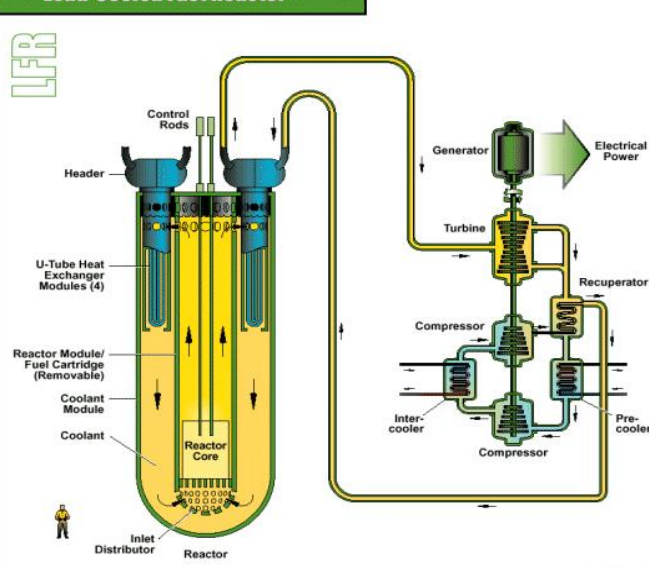 LFR
Control
Rods
Header
U-Tube Heat
Exchanger
Modules (4)
Reactor Module/
Fuel Cartridge
(Removable)
Coolant
Module
Coolant
Reactor
Core
Inlet
Distributor
Reactor
Generator
Electrical
Power
Turbine
Recuperator
Compressor
Inter-
cooler
Pre-
cooler
Compressor